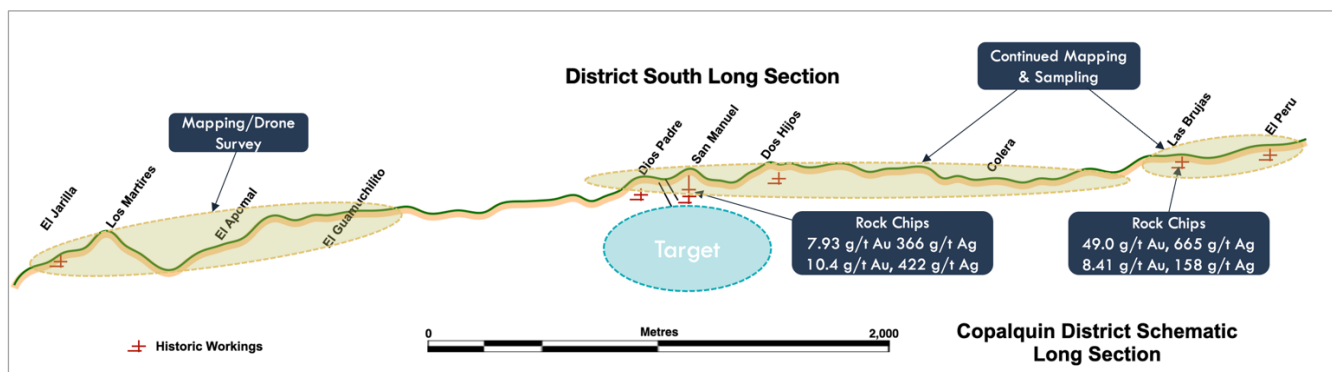 District South Long Section
Continued Mapping
& Sampling
Mapping/Drone
Survey
El Jarilla
Los Martires
El Apomal
El Guamuchilito
Dios Padre
San Manuel
Dos Hijos
Colera
Las Brujas
El Peru
Target
Rock Chips
7.93 g/t Au 366 g/t Ag
10.4 g/t Au, 422 g/t Ag
Rock Chips
49.0 g/t Au, 665 g/t Ag
8.41 g/t Au, 158 g/t Ag
Historic Workings
0 Metres 2,000
Copalquin District Schematic
Long Section